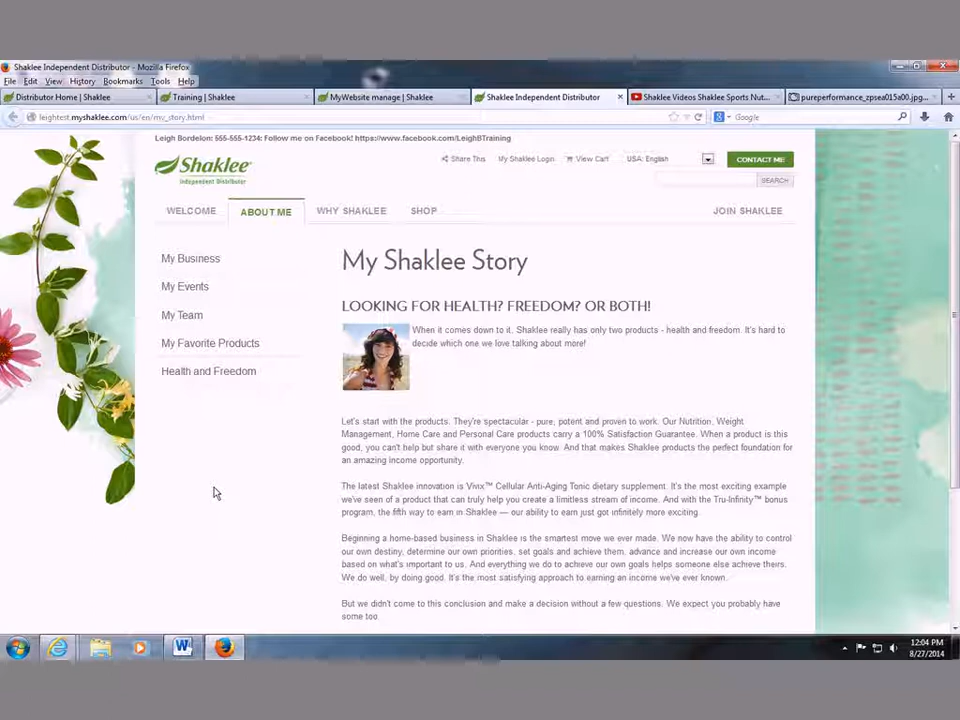 Shaklee Independent Distributor - Mozilla Firefox
File Edit View History Bookmarks Tools Help
Distributor Home | Shaklee
Training | Shaklee
MyWebsite manage | Shaklee
Shaklee Independent Distributor
Shaklee Videos Shaklee Sports Nut...
pureperformance_zpsea015a00.jpg...
leightest.myshaklee.com/us/en/my_story.html
Google
Leigh Bordelon: 555-555-1234: Follow me on Facebook! https://www.facebook.com/LeighBTraining
Shaklee
Independent Distributor
Share This My Shaklee Login View Cart USA: English CONTACT ME
SEARCH
WELCOME ABOUT ME WHY SHAKLEE SHOP JOIN SHAKLEE
My Business
My Events
My Team
My Favorite Products
Health and Freedom
My Shaklee Story
LOOKING FOR HEALTH? FREEDOM? OR BOTH!
When it comes down to it, Shaklee really has only two products - health and freedom. It's hard to
decide which one we love talking about more!
Let's start with the products. They're spectacular - pure, potent and proven to work. Our Nutrition, Weight
Management, Home Care and Personal Care products carry a 100% Satisfaction Guarantee. When a product is this
good, you can't help but share it with everyone you know. And that makes Shaklee products the perfect foundation for
an amazing income opportunity.
The latest Shaklee innovation is Vivix™ Cellular Anti-Aging Tonic dietary supplement. It's the most exciting example
we've seen of a product that can truly help you create a limitless stream of income. And with the Tru-Infinity™ bonus
program, the fifth way to earn in Shaklee — our ability to earn just got infinitely more exciting.
Beginning a home-based business in Shaklee is the smartest move we ever made. We now have the ability to control
our own destiny, determine our own priorities, set goals and achieve them, advance and increase our own income
based on what's important to us. And everything we do to achieve our own goals helps someone else achieve theirs.
We do well, by doing good. It's the most satisfying approach to earning an income we've ever known.
But we didn't come to this conclusion and make a decision without a few questions. We expect you probably have
some too.
12:04 PM
8/27/2014